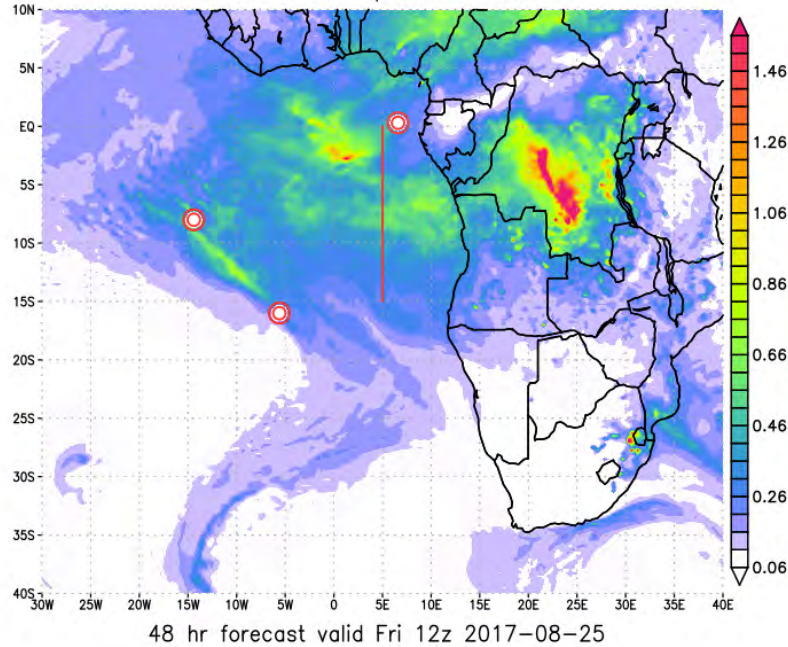 10N
5N
EQ
5S
10S
15S
20S
25S
30S
35S
40S
30W 25W 20W 15W 10W 5W 0 5E 10E 15E 20E 25E 30E 35E 40E
1.46
1.26
1.06
0.86
0.66
0.46
0.26
0.06
48 hr forecast valid Fri 12z 2017-08-25